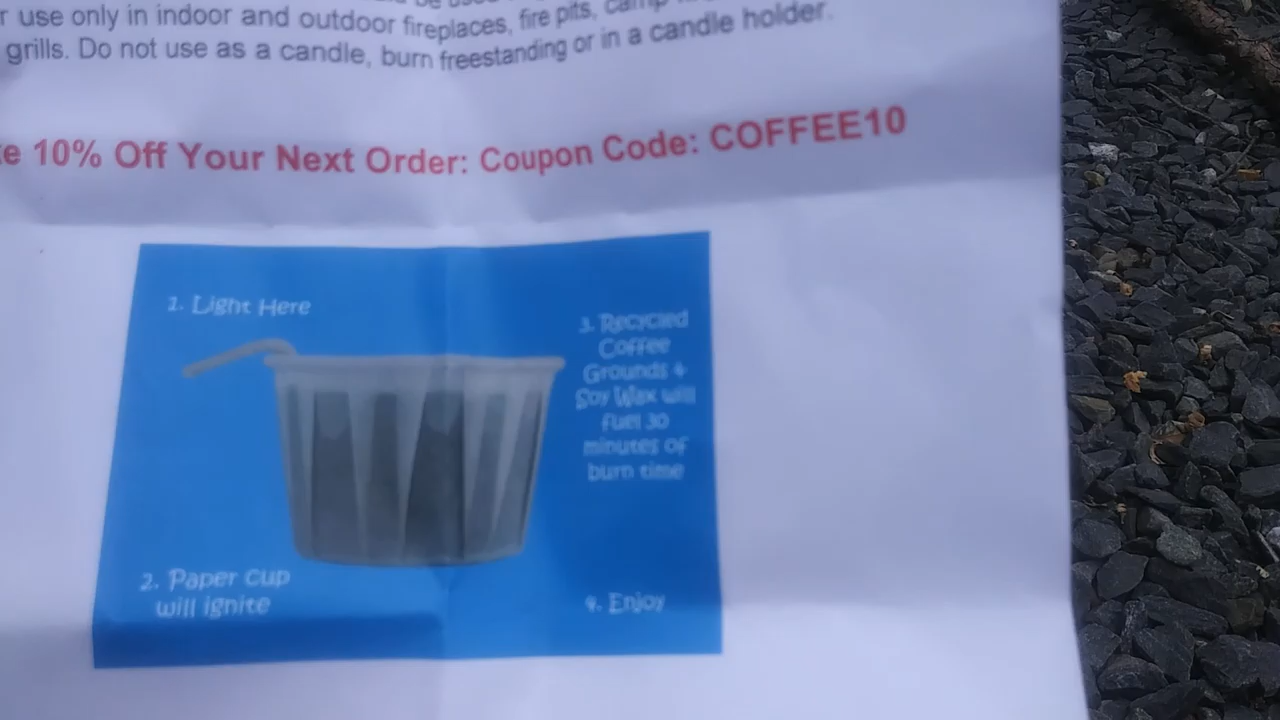 r use only in indoor and outdoor fireplaces, fire pits, camp
grills. Do not use as a candle, burn freestanding or in a candle holder.
e 10% Off Your Next Order: Coupon Code: COFFEE10
1. Light Here
3. Recycled
Coffee
Grounds &
Soy Wax will
fuel 30
minutes of
burn time
2. Paper cup
will ignite
4. Enjoy